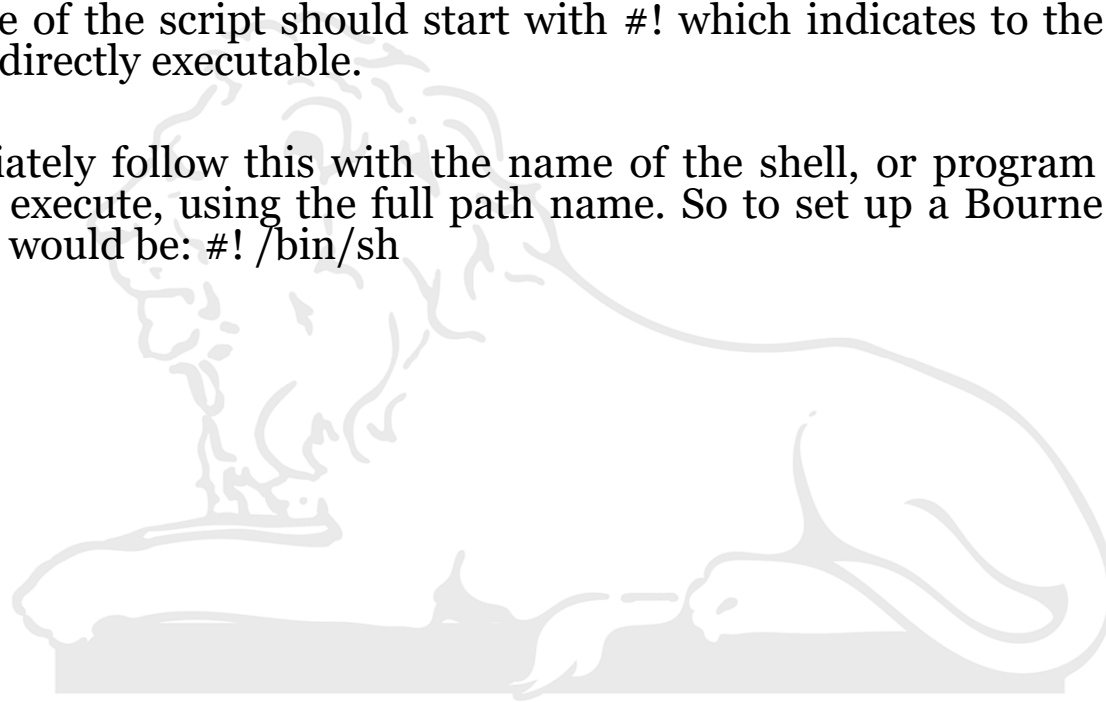 e of the script should start with #! which indicates to the
directly executable.
iately follow this with the name of the shell, or program
execute, using the full path name. So to set up a Bourne
would be: #! /bin/sh